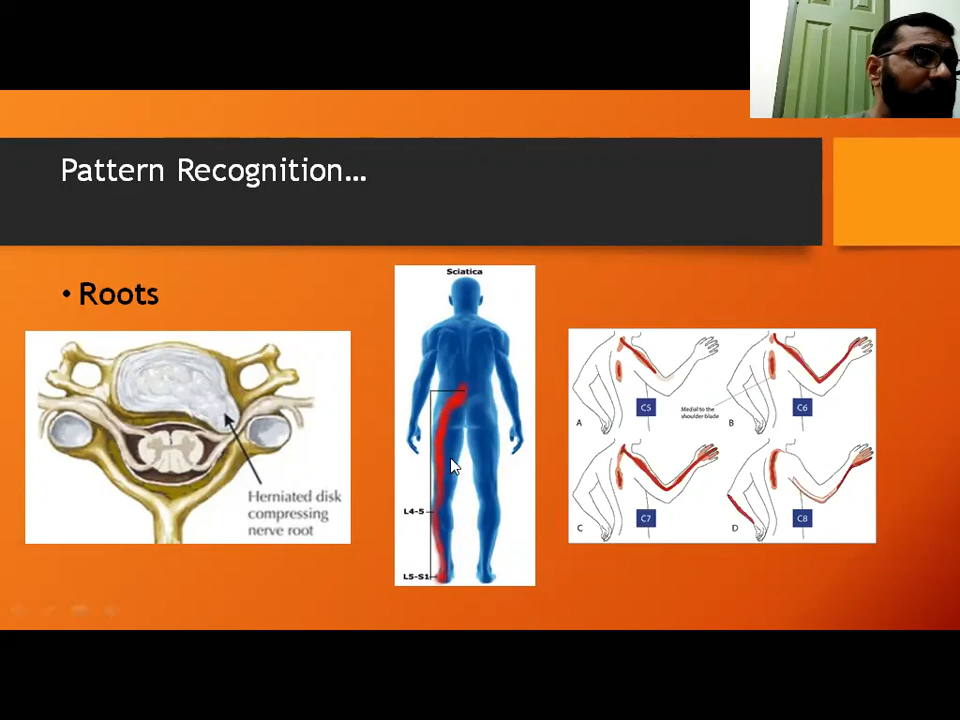 Pattern Recognition…
• Roots
Herniated disk
compressing
nerve root
Sciatica
L4-5
L5-S1
C5
A
Medial to the
shoulder blade
C6
B
C7
C
C8
D